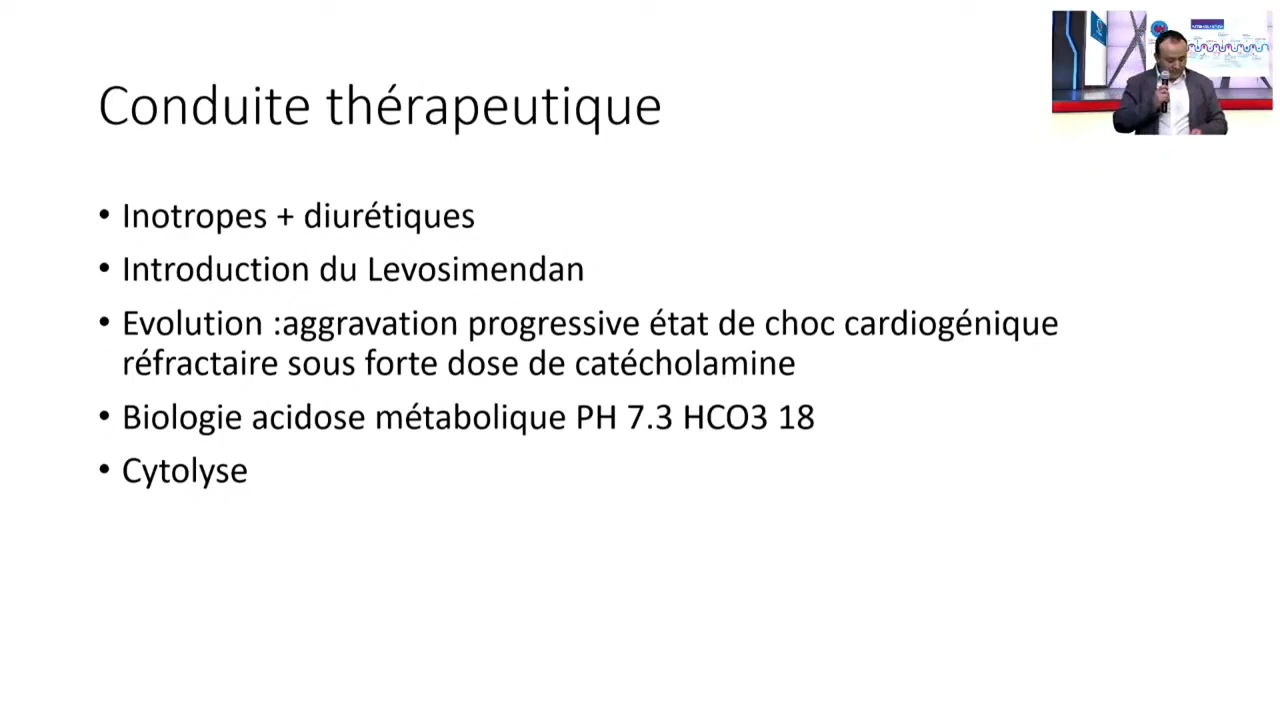 Conduite thérapeutique
• Inotropes + diurétiques
• Introduction du Levosimendan
• Evolution :aggravation progressive état de choc cardiogénique
réfractaire sous forte dose de catécholamine
• Biologie acidose métabolique PH 7.3 HCO3 18
• Cytolyse